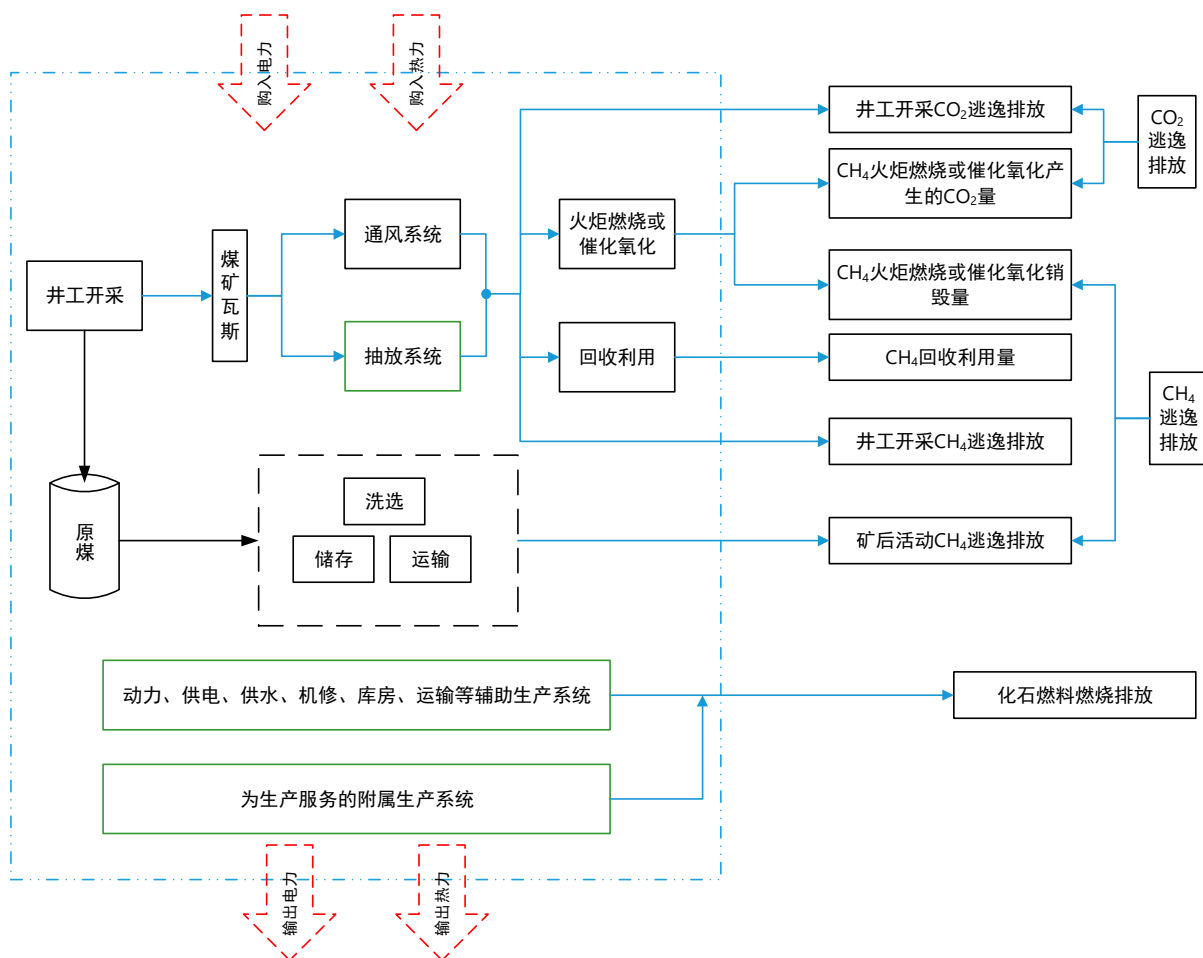 购入电力
购入热力
井工开采CO₂逃逸排放
CO₂
逃逸
排放
CH₄火炬燃烧或催化氧化产
生的CO₂量
通风系统
火炬燃烧或
催化氧化
煤
矿
瓦
斯
井工开采
CH₄火炬燃烧或催化氧化销
毁量
抽放系统
回收利用
CH₄回收利用量
CH₄
逃逸
排放
井工开采CH₄逃逸排放
洗选
原
煤
储存
运输
矿后活动CH₄逃逸排放
动力、供电、供水、机修、库房、运输等辅助生产系统
化石燃料燃烧排放
为生产服务的附属生产系统
输出电力
输出热力